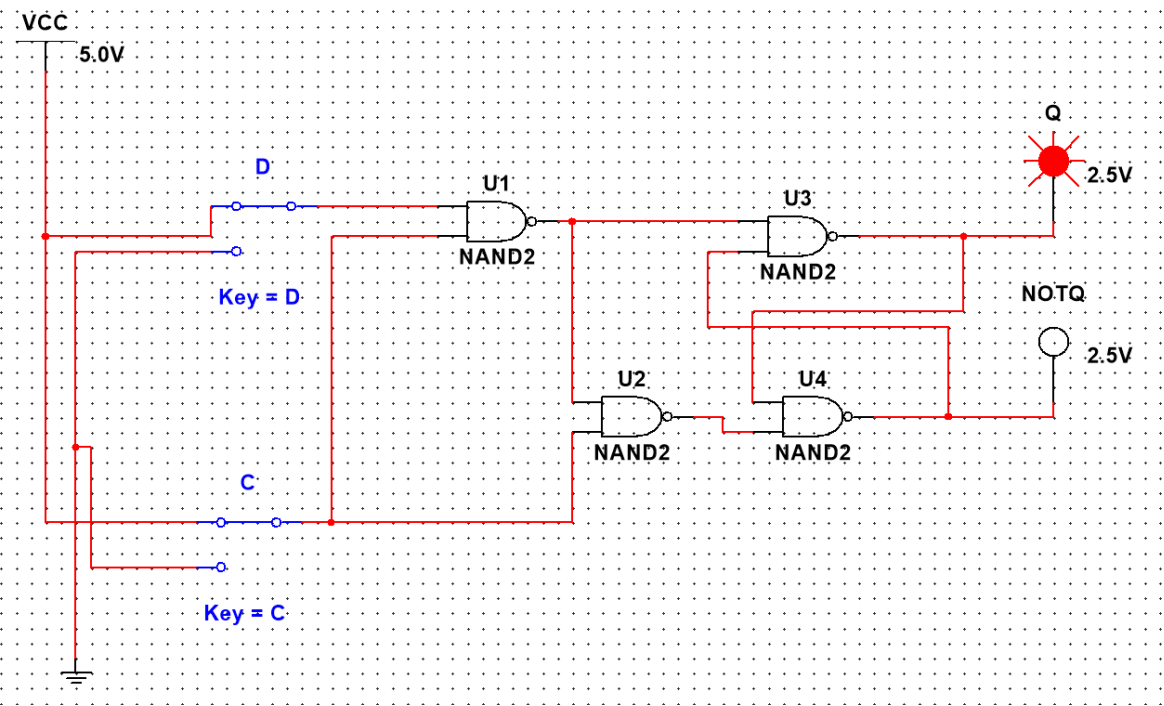 VCC
5.0V
Q
2.5V
D
U1
U3
NAND2
NAND2
Key = D
NOTQ
2.5V
U2
U4
NAND2
NAND2
C
Key = C